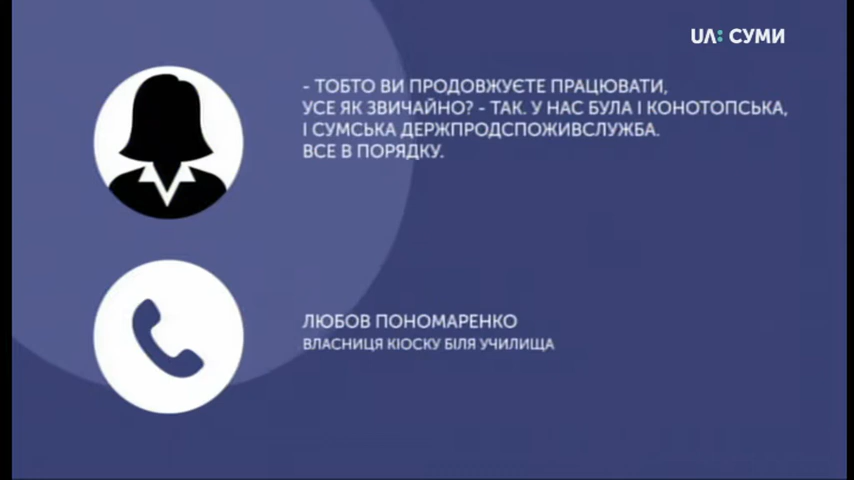 UA: СУМИ
- ТОБТО ВИ ПРОДОВЖУЄТЕ ПРАЦЮВАТИ,
УСЕ ЯК ЗВИЧАЙНО? - ТАК. У НАС БУЛА І КОНОТОПСЬКА,
І СУМСЬКА ДЕРЖПРОДСПОЖИВСЛУЖБА.
ВСЕ В ПОРЯДКУ.
ЛЮБОВ ПОНОМАРЕНКО
ВЛАСНИЦЯ КІОСКУ БІЛЯ УЧИЛИЩА